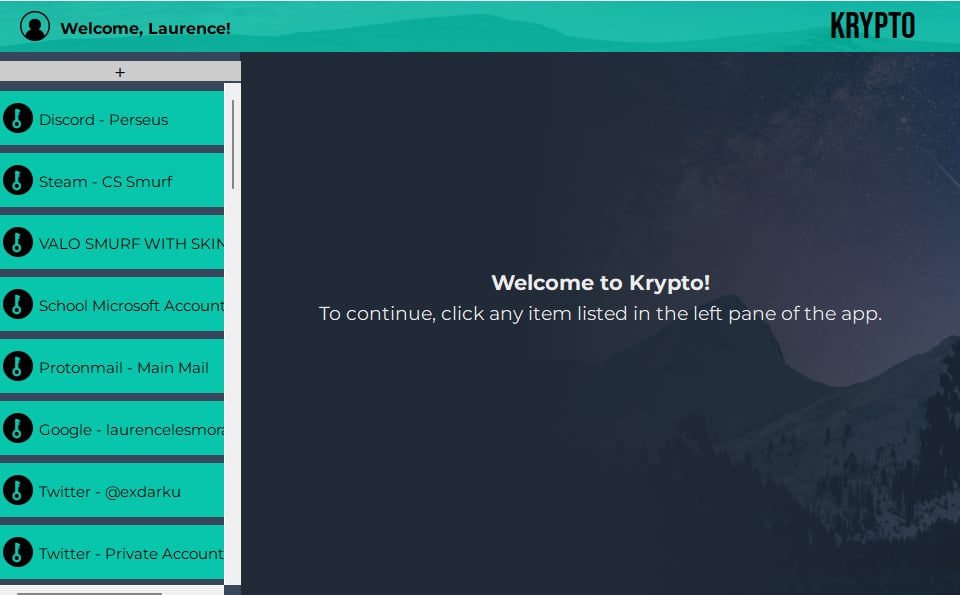 Welcome, Laurence!
KRYPTO
+
Discord - Perseus
Steam - CS Smurf
VALO SMURF WITH SKIN
School Microsoft Account
Protonmail - Main Mail
Google - laurencelesmora
Twitter - @exdarku
Twitter - Private Account
Welcome to Krypto!
To continue, click any item listed in the left pane of the app.